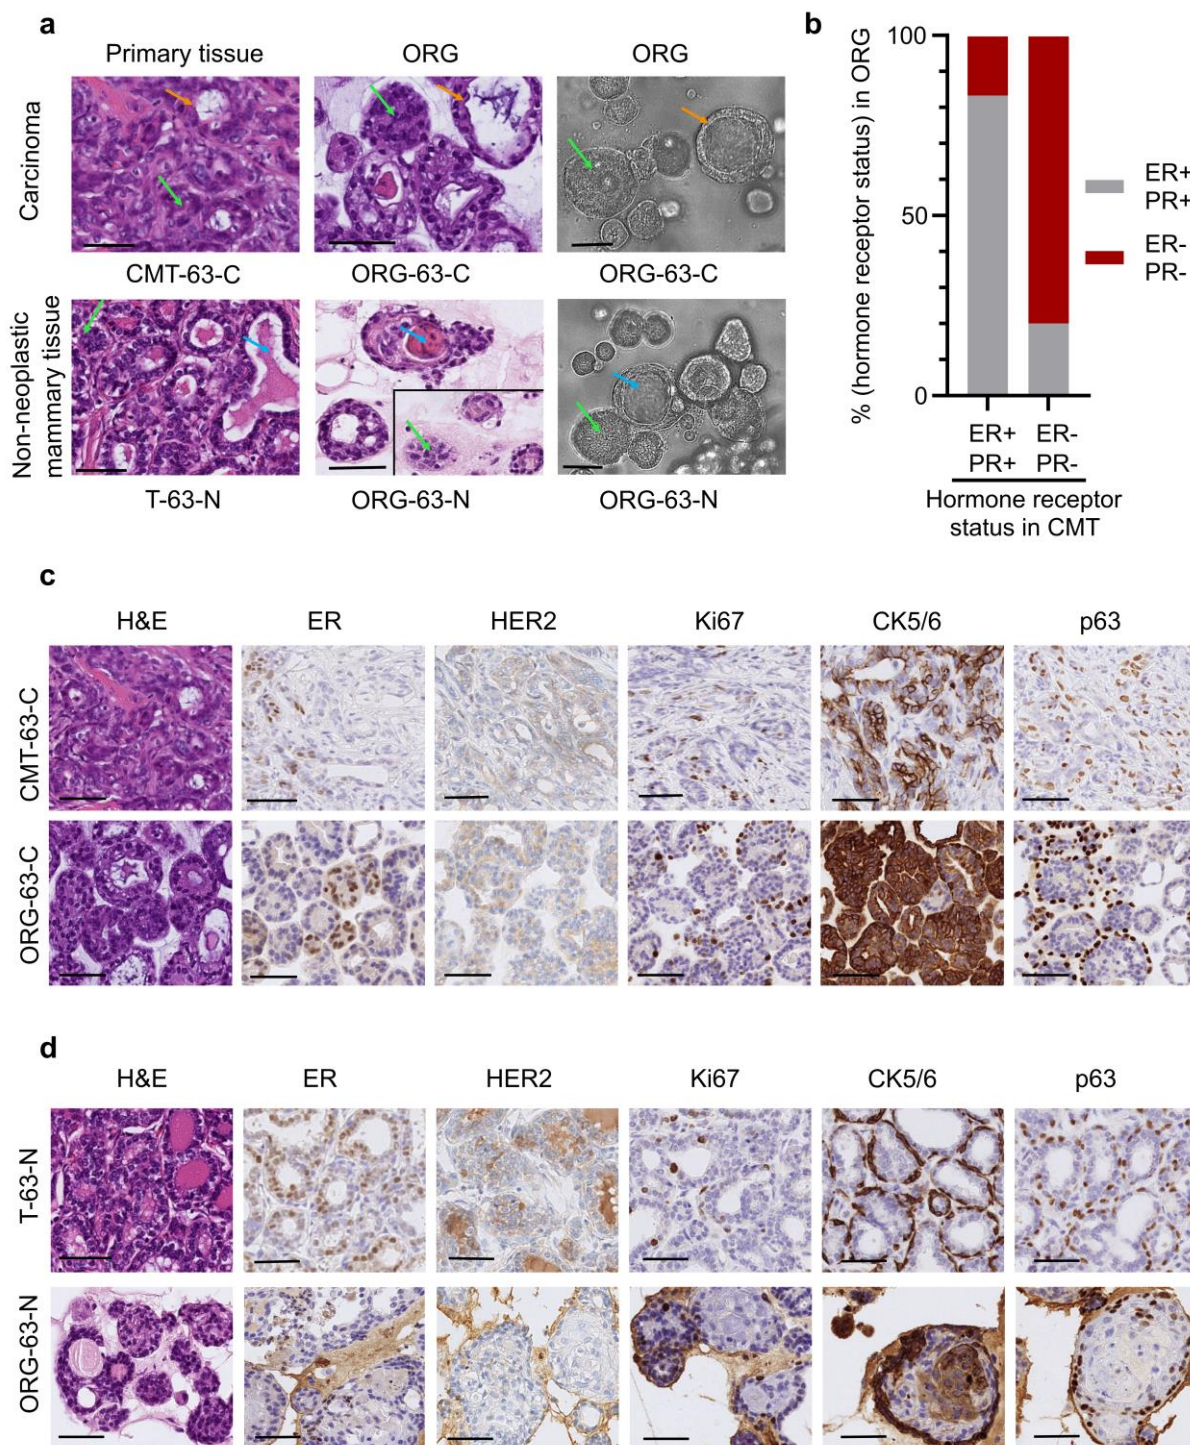 a
Primary tissue
ORG
ORG
Carcinoma
CMT-63-C
ORG-63-C
ORG-63-C
Non-neoplastic
mammary tissue
T-63-N
ORG-63-N
ORG-63-N
b
% (hormone receptor status) in ORG
100
50
0
ER+
PR+
ER-
PR-
ER+
PR+
ER-
PR-
Hormone receptor
status in CMT
c
H&E
ER
HER2
Ki67
CK5/6
p63
CMT-63-C
ORG-63-C
d
H&E
ER
HER2
Ki67
CK5/6
p63
T-63-N
ORG-63-N